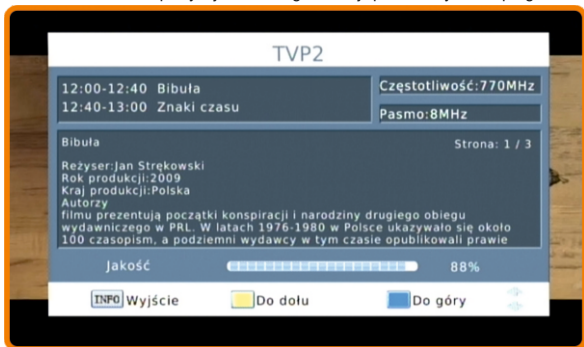 TVP2
12:00-12:40 Bibuła
12:40-13:00 Znaki czasu
Częstotliwość:770MHz
Pasmo:8MHz
Bibuła
Strona: 1 / 3
Reżyser:Jan Strękowski
Rok produkcji:2009
Kraj produkcji:Polska
Autorzy
filmu prezentują początki konspiracji i narodziny drugiego obiegu
wydawniczego w PRL. W latach 1976-1980 w Polsce ukazywało się około
100 czasopism, a podziemni wydawcy w tym czasie opublikowali prawie
Jakość 88%
INFO Wyjście Do dołu Do góry